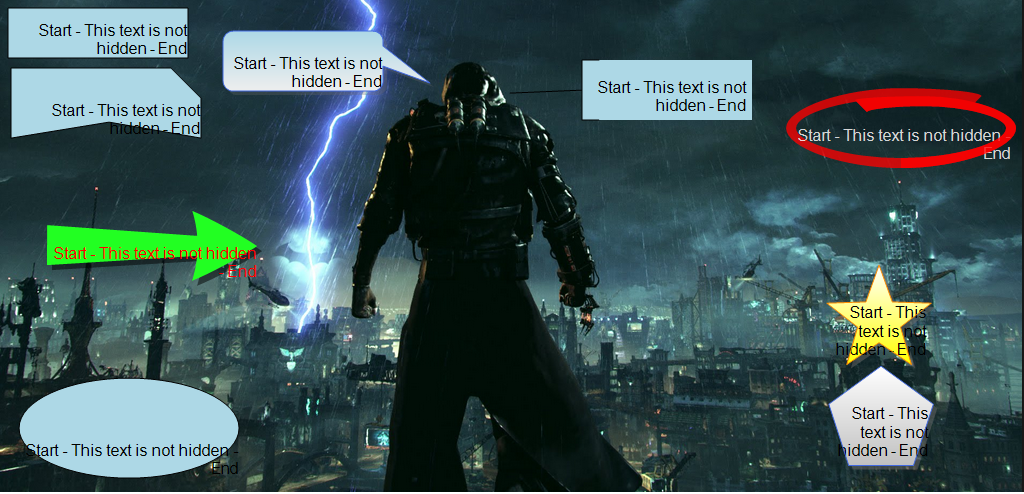 Start - This text is not
hidden - End
Start - This text is not
hidden - End
Start - This text is not
hidden - End
Start - This text is not
hidden - End
Start - This text is not hidden -
End
Start - This text is not hidden -
End
Start - This
text is not
hidden - End
Start - This
text is not
hidden - End
Start - This text is not hidden -
End